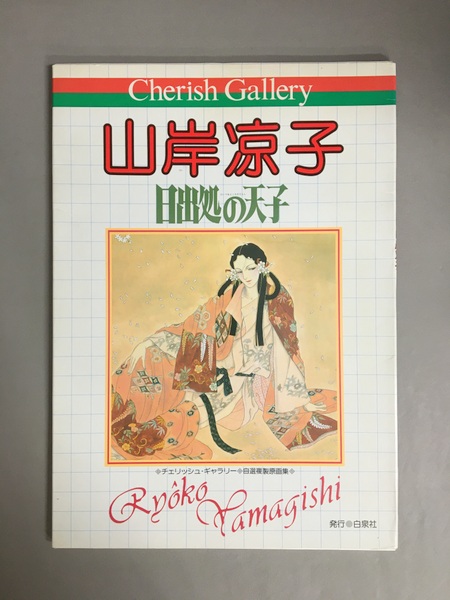 Cherish Gallery
山岸凉子
日出処の天子
❉チェリッシュ・ギャラリー❉自選複製原画集❉
Ryôko
Yamagishi
発行❉白泉社